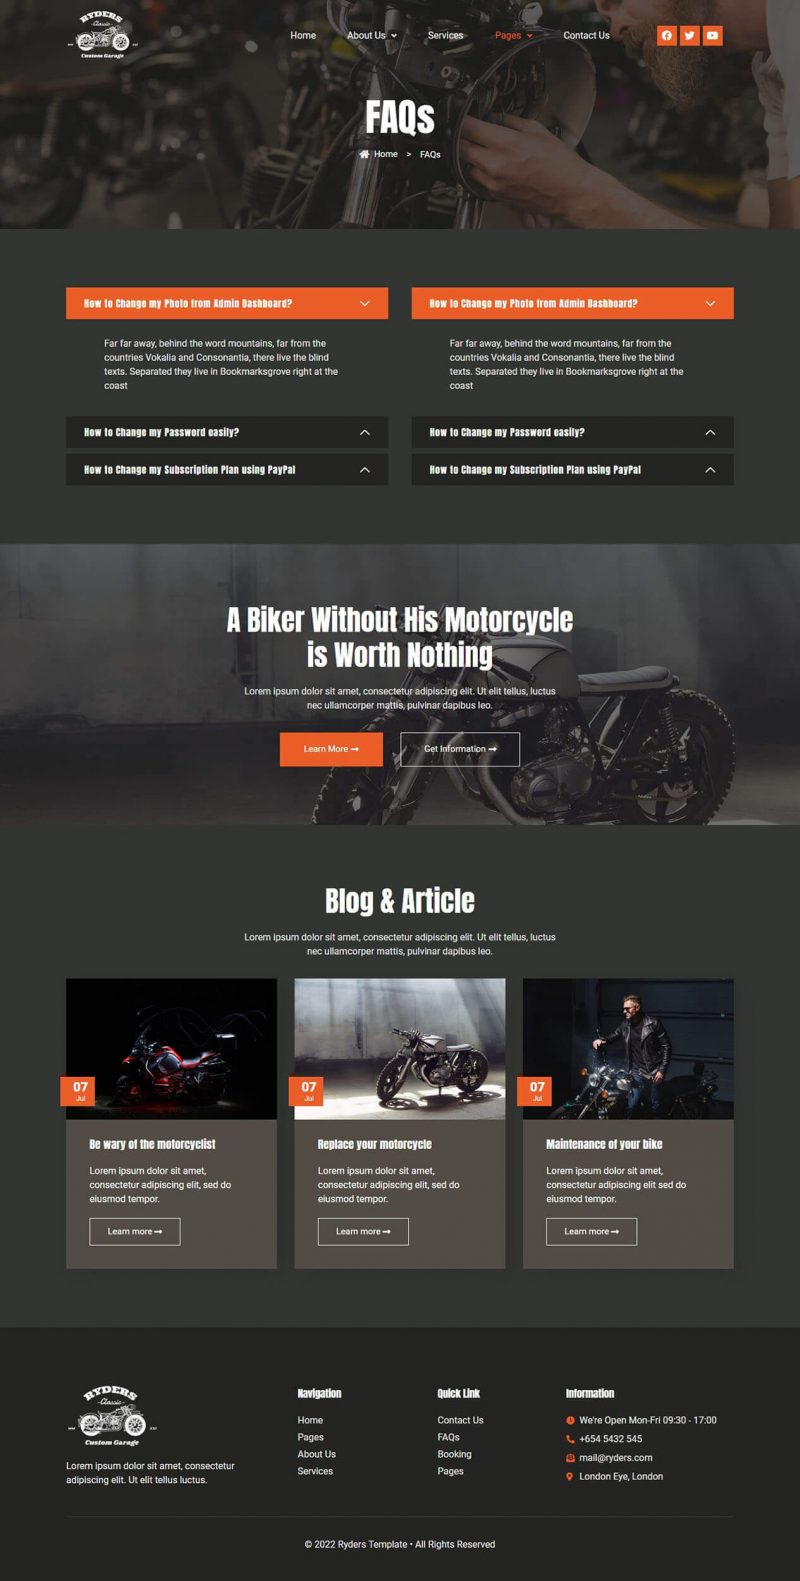 RYDERS
Classic
Custom Garage
Home
About Us
Services
Pages
Contact Us
FAQs
Home > FAQs
How to Change my Photo from Admin Dashboard?
Far far away, behind the word mountains, far from the
countries Vokalia and Consonantia, there live the blind
texts. Separated they live in Bookmarksgrove right at the
coast
How to Change my Password easily?
How to Change my Subscription Plan using PayPal
How to Change my Photo from Admin Dashboard?
Far far away, behind the word mountains, far from the
countries Vokalia and Consonantia, there live the blind
texts. Separated they live in Bookmarksgrove right at the
coast
How to Change my Password easily?
How to Change my Subscription Plan using PayPal
A Biker Without His Motorcycle
is Worth Nothing
Lorem ipsum dolor sit amet, consectetur adipiscing elit. Ut elit tellus, luctus
nec ullamcorper mattis, pulvinar dapibus leo.
Learn More
Get Information
Blog & Article
Lorem ipsum dolor sit amet, consectetur adipiscing elit. Ut elit tellus, luctus
nec ullamcorper mattis, pulvinar dapibus leo.
07
Jul
Be wary of the motorcyclist
Lorem ipsum dolor sit amet,
consectetur adipiscing elit, sed do
eiusmod tempor.
Learn more
07
Jul
Replace your motorcycle
Lorem ipsum dolor sit amet,
consectetur adipiscing elit, sed do
eiusmod tempor.
Learn more
07
Jul
Maintenance of your bike
Lorem ipsum dolor sit amet,
consectetur adipiscing elit, sed do
eiusmod tempor.
Learn more
RYDERS
Classic
Custom Garage
Lorem ipsum dolor sit amet, consectetur
adipiscing elit. Ut elit tellus luctus.
Navigation
Home
Pages
About Us
Services
Quick Link
Contact Us
FAQs
Booking
Pages
Information
We're Open Mon-Fri 09:30 - 17:00
+654 5432 545
mail@ryders.com
London Eye, London
© 2022 Ryders Template • All Rights Reserved